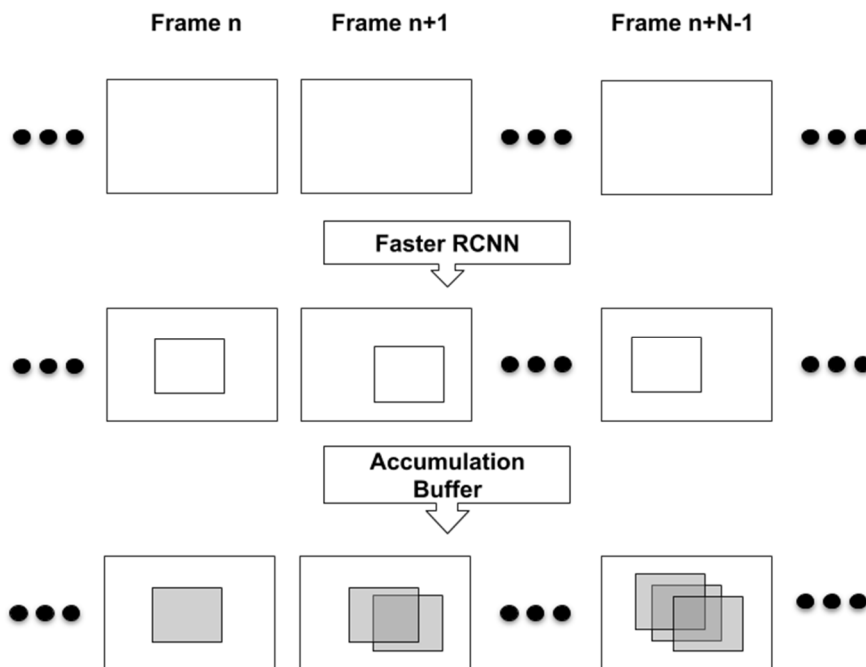 Frame n
Frame n+1
Frame n+N-1
Faster RCNN
Accumulation
Buffer